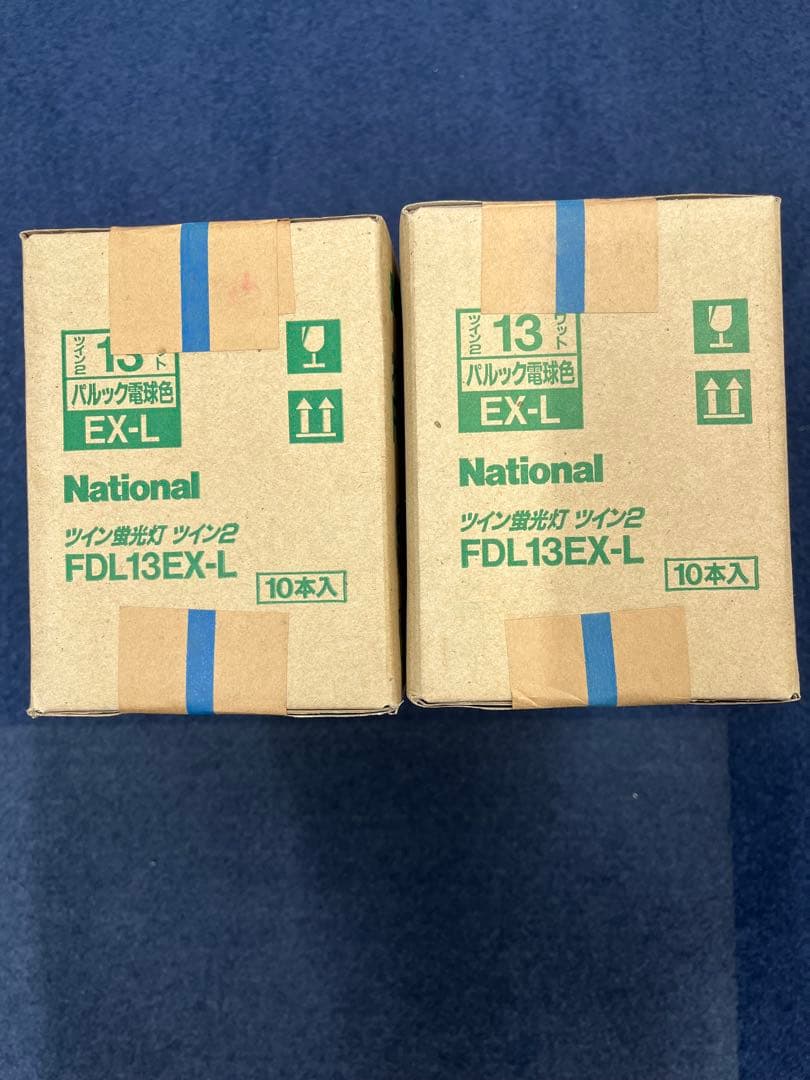 ツイン2
13
ット
パルック電球色
EX-L
National
ツイン蛍光灯 ツイン2
FDL13EX-L
10本入
ツイン2
13
ワット
パルック電球色
EX-L
National
ツイン蛍光灯 ツイン2
FDL13EX-L
10本入